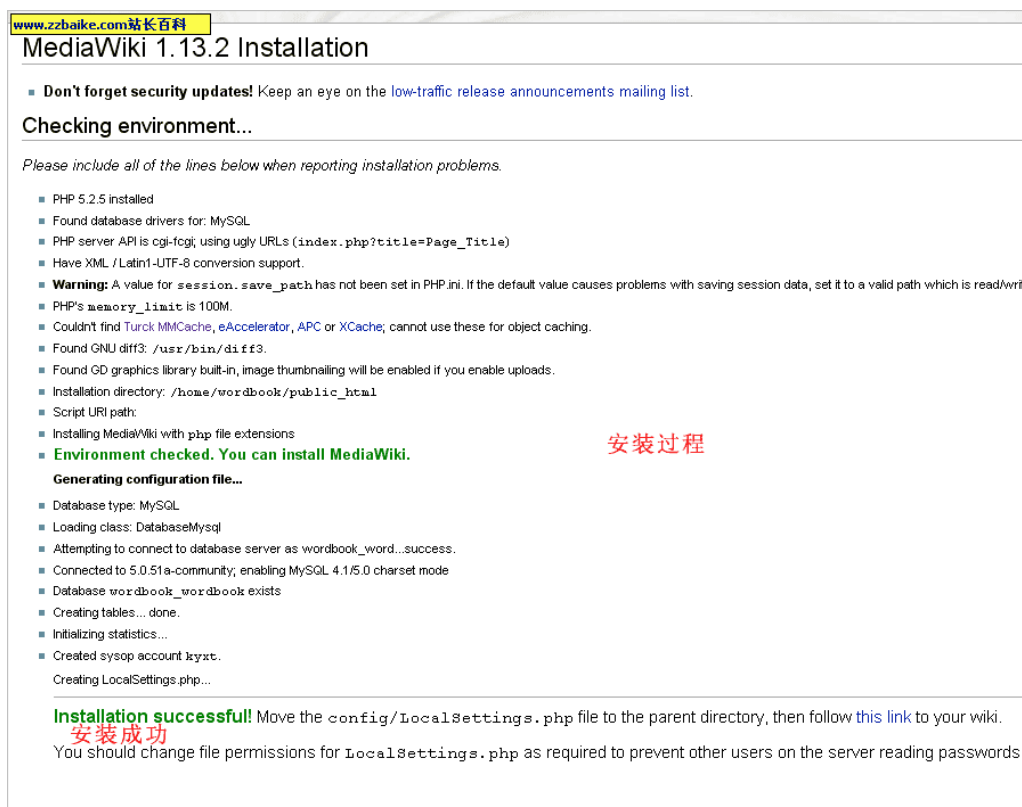 www.zzbaike.com站长百科
MediaWiki 1.13.2 Installation
Don't forget security updates! Keep an eye on the low-traffic release announcements mailing list.
Checking environment...
Please include all of the lines below when reporting installation problems.
PHP 5.2.5 installed
Found database drivers for: MySQL
PHP server API is cgi-fcgi; using ugly URLs (index.php?title=Page_Title)
Have XML / Latin1-UTF-8 conversion support.
Warning: A value for session.save_path has not been set in PHP.ini. If the default value causes problems with saving session data, set it to a valid path which is read/wri
PHP's memory_limit is 100M.
Couldn't find Turck MMCache, eAccelerator, APC or XCache; cannot use these for object caching.
Found GNU diff3: /usr/bin/diff3.
Found GD graphics library built-in, image thumbnailing will be enabled if you enable uploads.
Installation directory: /home/wordbook/public_html
Script URI path:
Installing MediaWiki with php file extensions
安装过程
Environment checked. You can install MediaWiki.
Generating configuration file...
Database type: MySQL
Loading class: DatabaseMysql
Attempting to connect to database server as wordbook_word...success.
Connected to 5.0.51a-community; enabling MySQL 4.1/5.0 charset mode
Database wordbook_wordbook exists
Creating tables... done.
Initializing statistics...
Created sysop account kyxt.
Creating LocalSettings.php...
Installation successful! Move the config/LocalSettings.php file to the parent directory, then follow this link to your wiki.
安装成功
You should change file permissions for LocalSettings.php as required to prevent other users on the server reading passwords